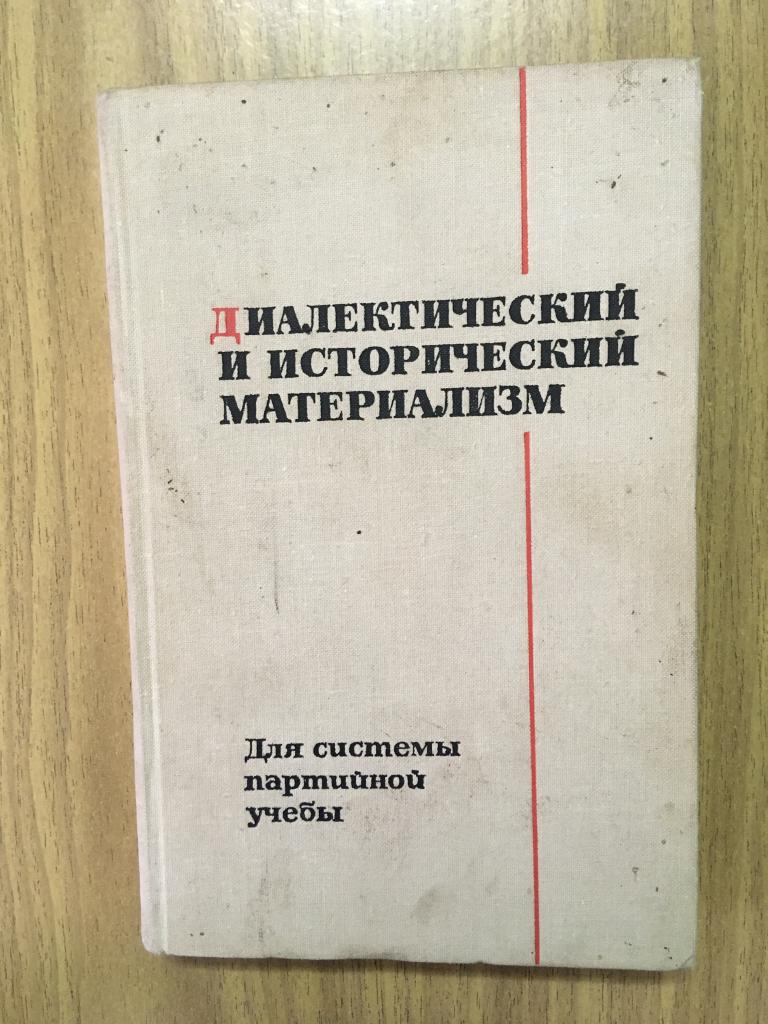 ДИАЛЕКТИЧЕСКИЙ
И ИСТОРИЧЕСКИЙ
МАТЕРИАЛИЗМ
Для системы
партийной
учебы